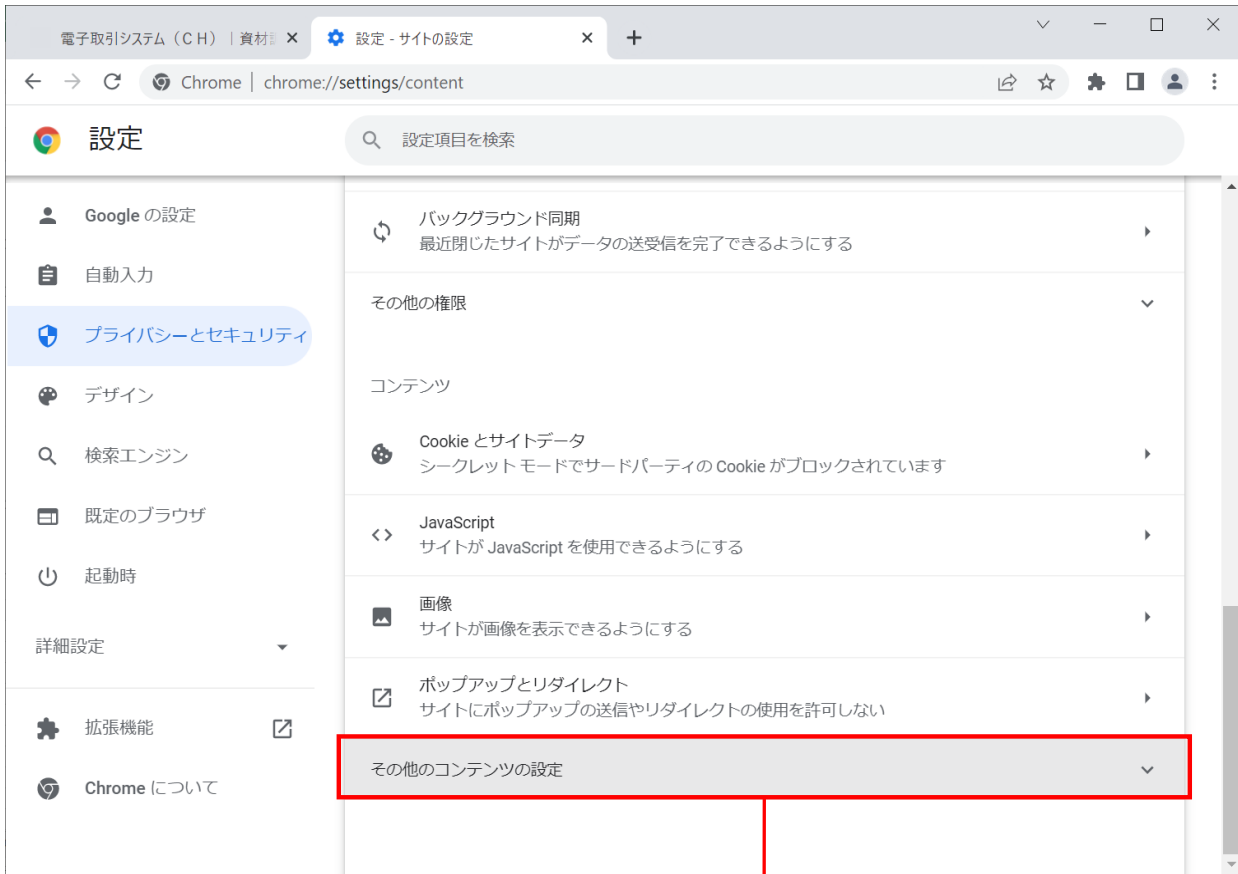 電子取引システム（ＣＨ）｜資材
設定 - サイトの設定
Chrome | chrome://settings/content
設定
設定項目を検索
Google の設定
自動入力
プライバシーとセキュリティ
デザイン
検索エンジン
既定のブラウザ
起動時
詳細設定
拡張機能
Chrome について
バックグラウンド同期
最近閉じたサイトがデータの送受信を完了できるようにする
その他の権限
コンテンツ
Cookie とサイトデータ
シークレット モードでサードパーティの Cookie がブロックされています
JavaScript
サイトが JavaScript を使用できるようにする
画像
サイトが画像を表示できるようにする
ポップアップとリダイレクト
サイトにポップアップの送信やリダイレクトの使用を許可しない
その他のコンテンツの設定